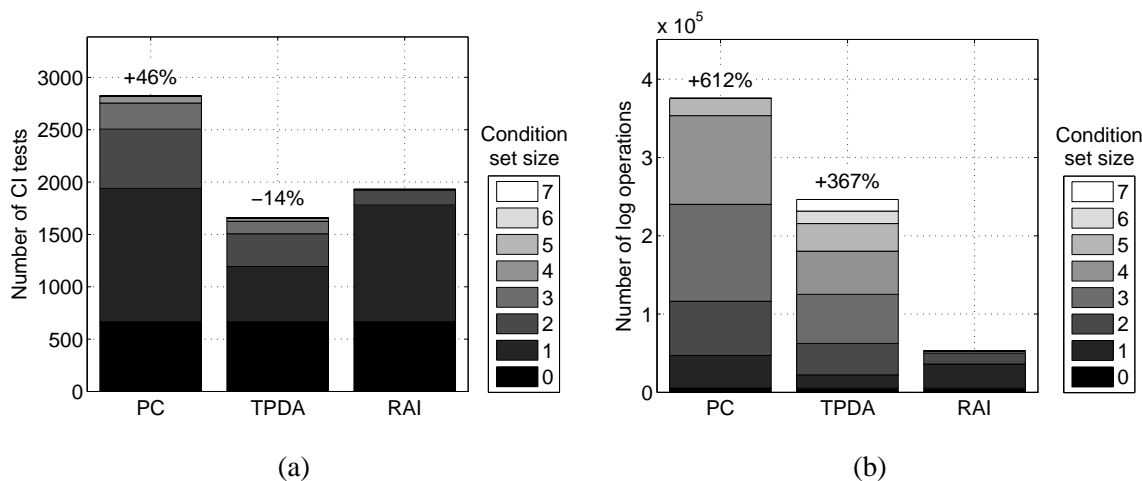 Number of CI tests
3000
2500
2000
1500
1000
500
0
+46%
−14%
PC
TPDA
RAI
Condition
set size
7
6
5
4
3
2
1
0
(a)
x 10^5
Number of log operations
4
3
2
1
0
+612%
+367%
PC
TPDA
RAI
Condition
set size
7
6
5
4
3
2
1
0
(b)